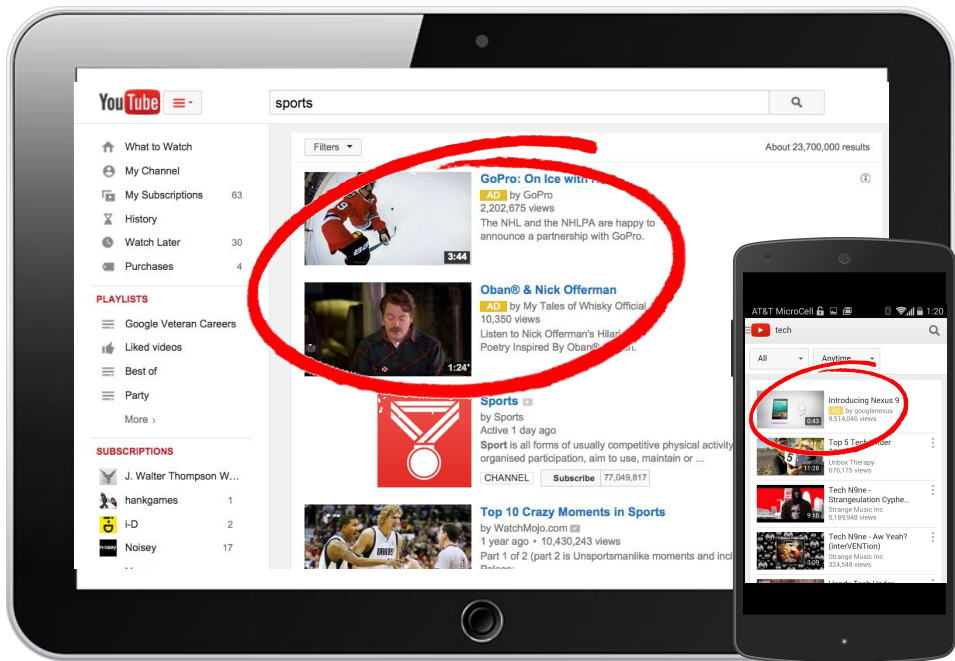 YouTube
sports
What to Watch
My Channel
My Subscriptions 63
History
Watch Later 30
Purchases 4
PLAYLISTS
Google Veteran Careers
Liked videos
Best of
Party
More ›
SUBSCRIPTIONS
J. Walter Thompson W...
hankgames 1
i-D 2
Noisey 17
Filters
About 23,700,000 results
GoPro: On Ice with
AD by GoPro
2,202,675 views
The NHL and the NHLPA are happy to
announce a partnership with GoPro.
3:44
Oban® & Nick Offerman
AD by My Tales of Whisky Official
10,350 views
Listen to Nick Offerman's
Poetry Inspired By Oban®
1:24
Sports
by Sports
Active 1 day ago
Sport is all forms of usually competitive physical activity
organised participation, aim to use, maintain or ...
CHANNEL Subscribe 77,049,817
Top 10 Crazy Moments in Sports
by WatchMojo.com
1 year ago • 10,430,243 views
Part 1 of 2 (part 2 is Unsportsmanlike moments and incl
AT&T MicroCell 1:20
tech
All Anytime
Introducing Nexus 9
AD by googlenexus
9,514,046 views
0:43
Top 5 Tech Under
Unbox Therapy
676,175 views
11:28
Tech N9ne -
Strangeulation Cyphe...
Strange Music Inc
5,189,948 views
9:16
Tech N9ne - Aw Yeah?
(interVENTion)
Strange Music Inc
324,548 views
3:09